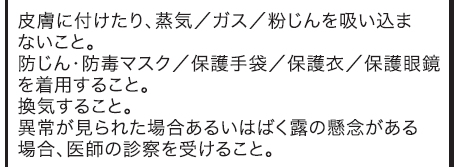 皮膚に付けたり、蒸気／ガス／粉じんを吸い込ま
ないこと。
防じん・防毒マスク／保護手袋／保護衣／保護眼鏡
を着用すること。
換気すること。
異常が見られた場合あるいはばく露の懸念がある
場合、医師の診察を受けること。